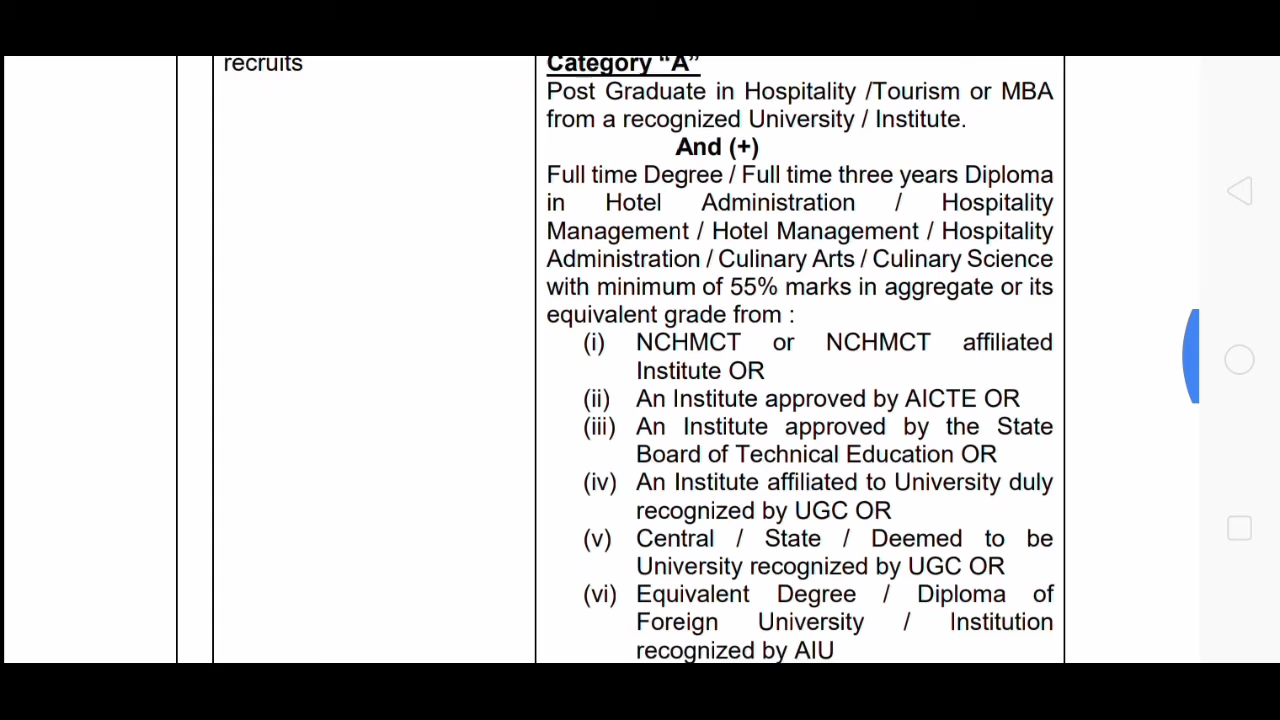 recruits
Category “A”
Post Graduate in Hospitality /Tourism or MBA
from a recognized University / Institute.
And (+)
Full time Degree / Full time three years Diploma
in Hotel Administration / Hospitality
Management / Hotel Management / Hospitality
Administration / Culinary Arts / Culinary Science
with minimum of 55% marks in aggregate or its
equivalent grade from :
(i) NCHMCT or NCHMCT affiliated
Institute OR
(ii) An Institute approved by AICTE OR
(iii) An Institute approved by the State
Board of Technical Education OR
(iv) An Institute affiliated to University duly
recognized by UGC OR
(v) Central / State / Deemed to be
University recognized by UGC OR
(vi) Equivalent Degree / Diploma of
Foreign University / Institution
recognized by AIU